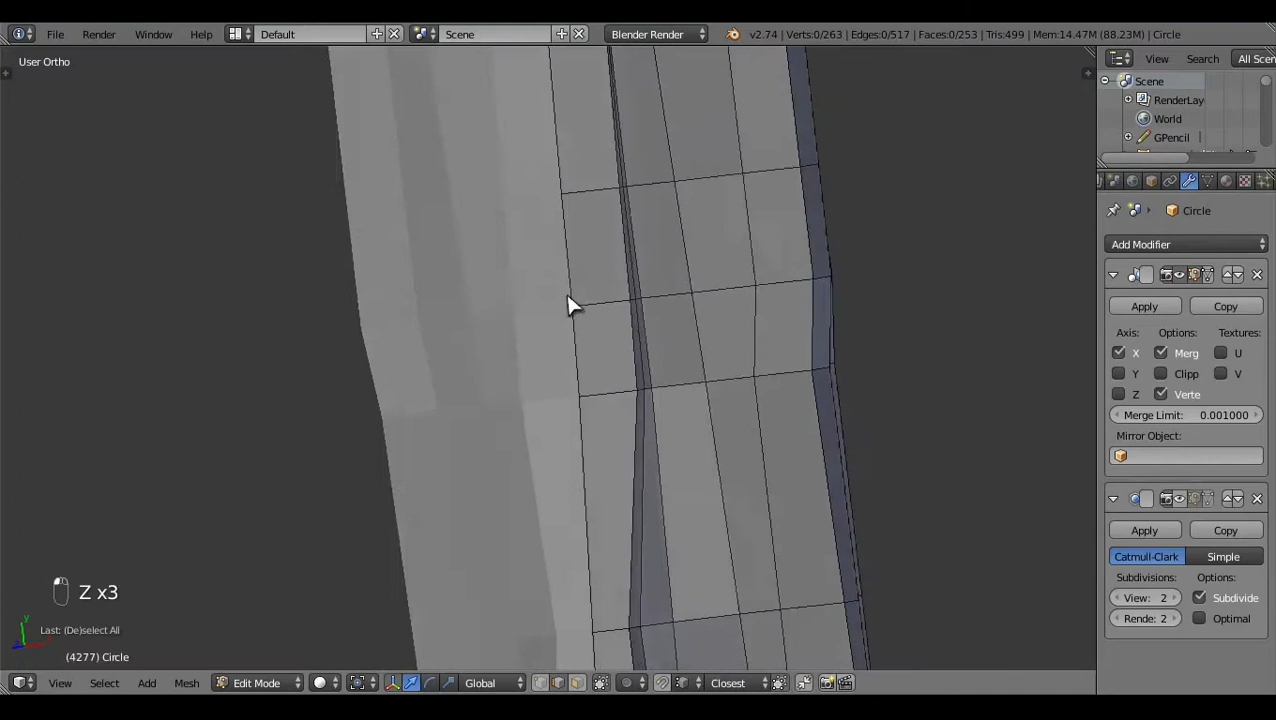 File Render Window Help Default Scene Blender Render v2.74 | Verts:0/263 | Edges:0/517 | Faces:0/253 | Tris:499 | Mem:14.47M (88.23M) | Circle
User Ortho
View Search All Scen
Scene
RenderLay
World
GPencil
Circle
Add Modifier
Apply Copy
Axis: Options: Textures:
X Merg U
Y Clipp V
Z Verte
Merge Limit: 0.001000
Mirror Object:
Apply Copy
Catmull-Clark Simple
Subdivisions: Options:
View: 2 Subdivide
Rende: 2 Optimal
Z x3
Last: (De)select All
y
(4277) Circle
View Select Add Mesh Edit Mode Global Closest